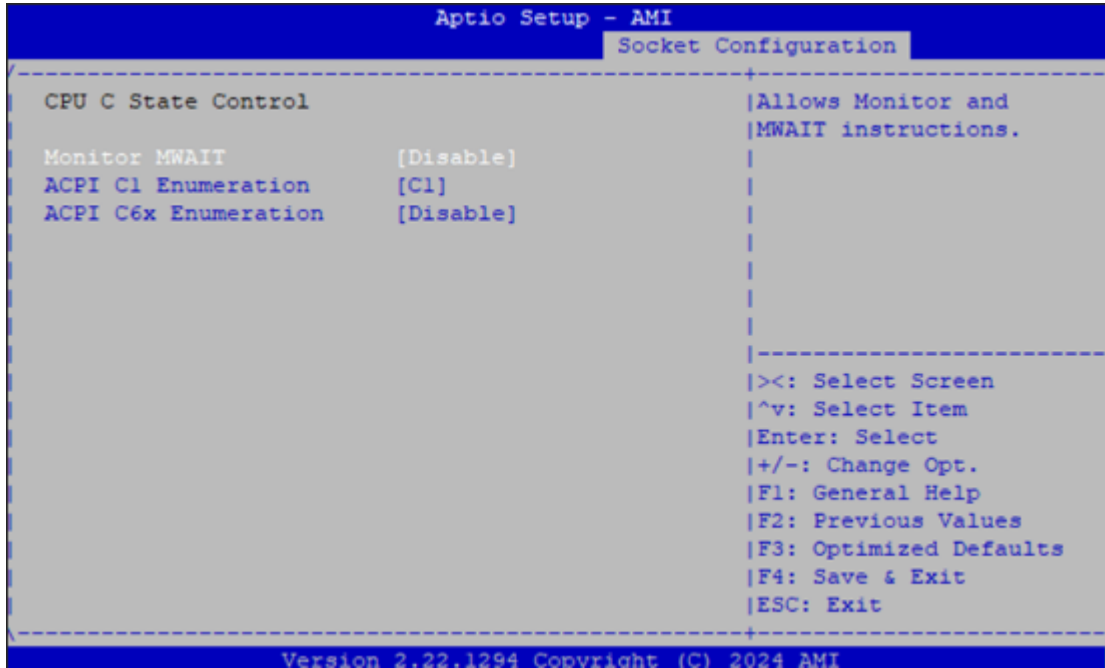 Aptio Setup - AMI
Socket Configuration
CPU C State Control
Monitor MWAIT [Disable]
ACPI C1 Enumeration [C1]
ACPI C6x Enumeration [Disable]
Allows Monitor and
MWAIT instructions.
><: Select Screen
^v: Select Item
Enter: Select
+/-: Change Opt.
F1: General Help
F2: Previous Values
F3: Optimized Defaults
F4: Save & Exit
ESC: Exit
Version 2.22.1294 Copyright (C) 2024 AMI